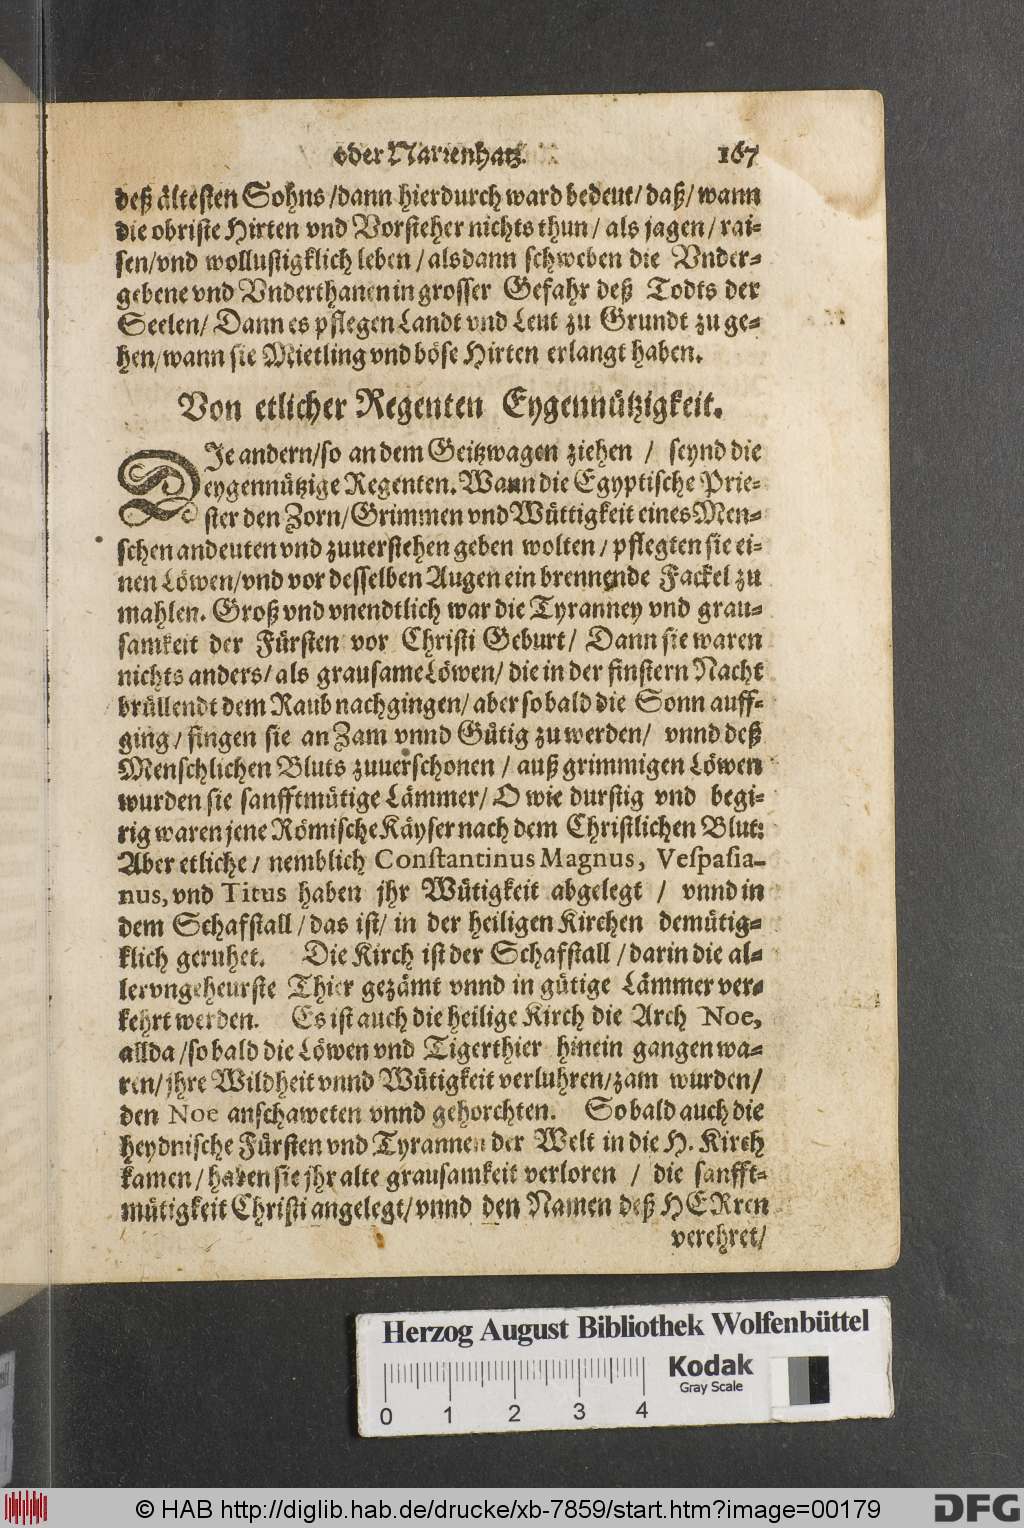 oder Narrenhatz. 167
deß ältesten Sohns / dann hierdurch ward bedeut / daß / wann
die obriste Hirten vnd Vorsteher nichts thun / als jagen / rai-
sen / vnd wollustigklich leben / alsdann schweben die Vnder-
gebene vnd Vnderthanen in grosser Gefahr deß Todts der
Seelen / Dann es pflegen Landt vnd Leut zu Grundt zu ge-
hen / wann sie Mietling vnd böse Hirten erlangt haben.
Von etlicher Regenten Eygennützigkeit.
DIe andern / so an dem Geitzwagen ziehen / seynd die
eygennützige Regenten. Wann die Egyptische Prie-
ster den Zorn / Grimmen vnd Wüttigkeit eines Men-
schen andeuten vnd zuuerstehen geben wolten / pflegten sie ei-
nen Löwen / vnd vor desselben Augen ein brennende Fackel zu
mahlen. Groß vnd vnendtlich war die Tyranney vnd grau-
samkeit der Fürsten vor Christi Geburt / Dann sie waren
nichts anders / als grausame Löwen / die in der finstern Nacht
brüllendt dem Raub nachgingen / aber sobald die Sonn auff-
ging / fingen sie an Zam vnnd Gütig zu werden / vnnd deß
Menschlichen Bluts zuuerschonen / auß grimmigen Löwen
wurden sie sanfftmütige Lämmer / O wie durstig vnd begi-
rig waren jene Römische Käyser nach dem Christlichen Blut:
Aber etliche / nemblich Constantinus Magnus, Vespasia-
nus, vnd Titus haben jhr Wütigkeit abgelegt / vnnd in
dem Schafstall / das ist / in der heiligen Kirchen demütig-
klich geruhet. Die Kirch ist der Schafstall / darin die al-
lervngeheurste Thier gezämt vnnd in gütige Lämmer ver-
kehrt werden. Es ist auch die heilige Kirch die Arch Noe,
allda / so bald die Löwen vnd Tigerthier hinein gangen wa-
ren / jhre Wildheit vnnd Wütigkeit verluhren / zam wurden /
den Noe anschaweten vnnd gehorchten. Sobald auch die
heydnische Fürsten vnd Tyrannen der Welt in die H. Kirch
kamen / haben sie jhr alte grausamkeit verloren / die sanfft-
mütigkeit Christi angelegt / vnnd den Namen deß HERren
verehret /
Herzog August Bibliothek Wolfenbüttel
Kodak
Gray Scale
0 1 2 3 4
© HAB http://diglib.hab.de/drucke/xb-7859/start.htm?image=00179
DFG